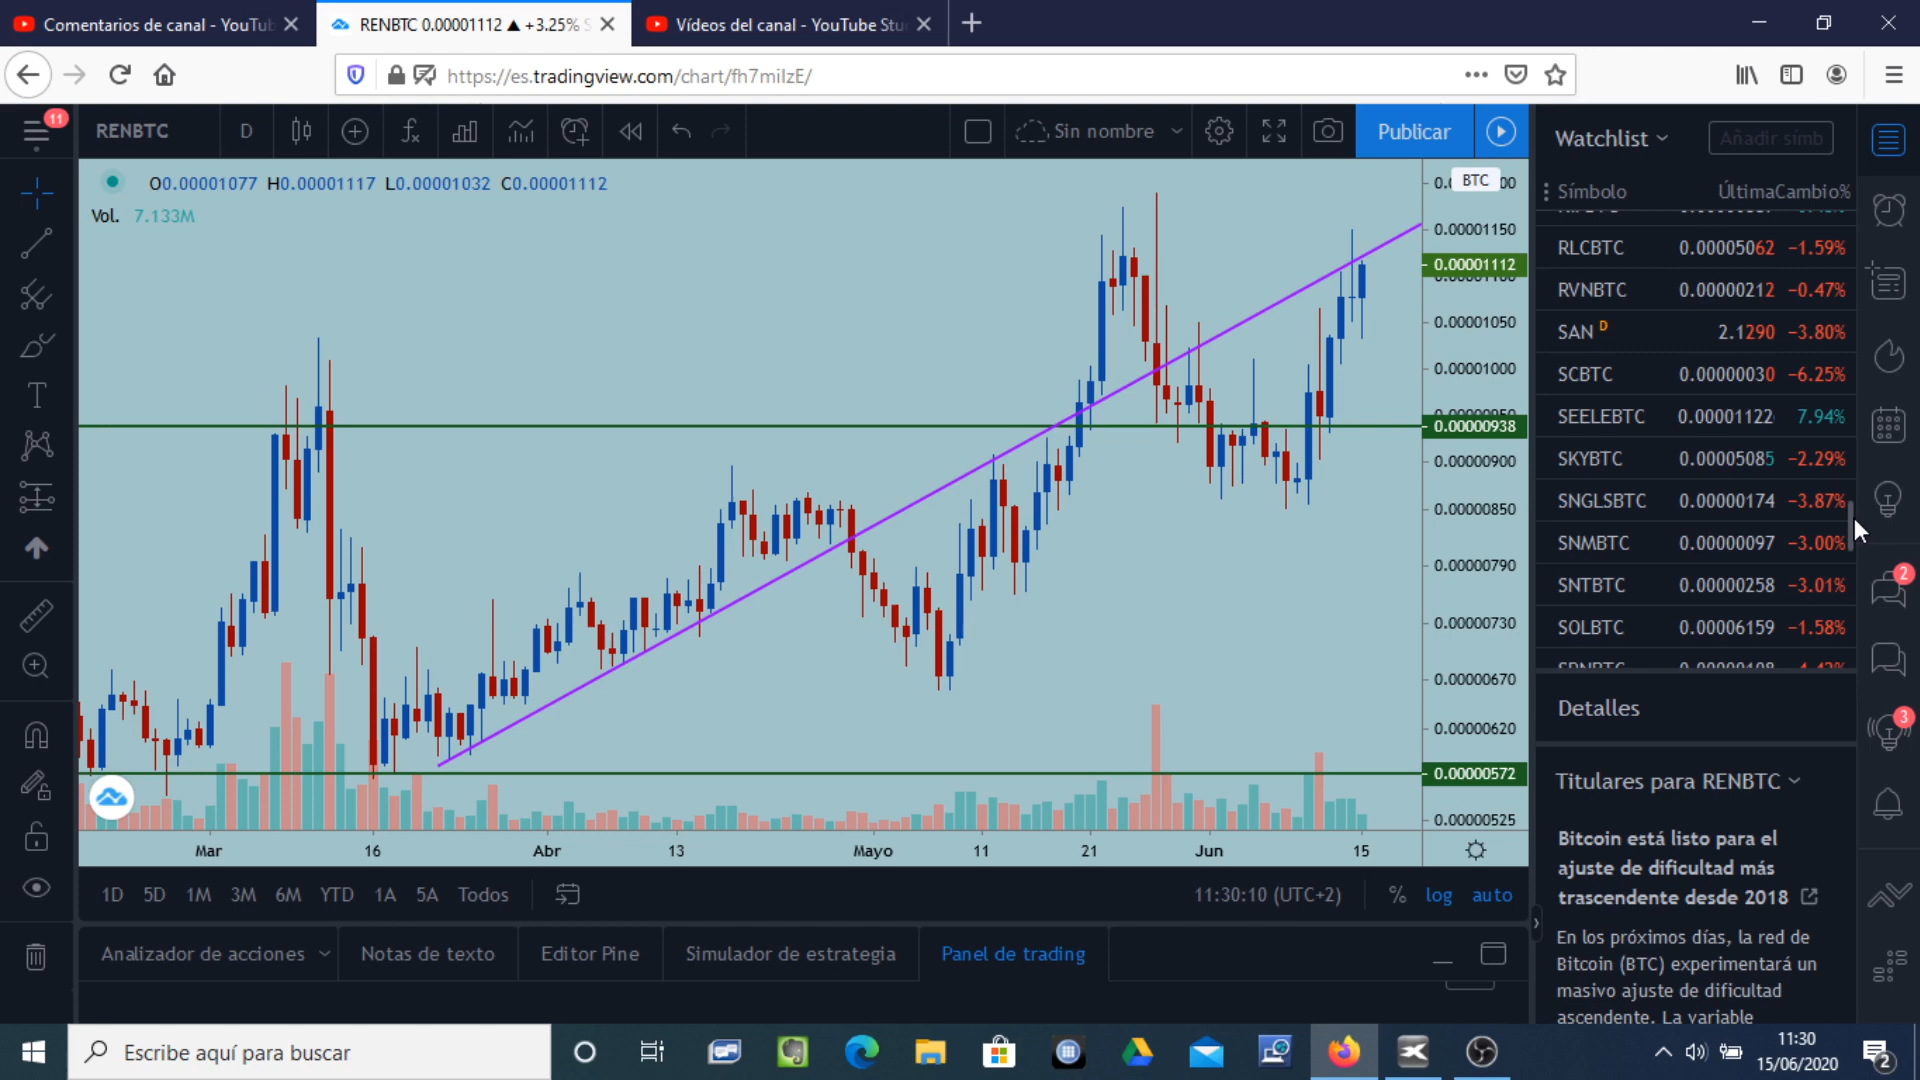 Comentarios de canal - YouTub
RENBTC 0.00001112 ▲ +3.25% S
Vídeos del canal - YouTube Stu
https://es.tradingview.com/chart/fh7miIzE/
11
RENBTC
D
Sin nombre
Publicar
O0.00001077 H0.00001117 L0.00001032 C0.00001112
Vol. 7.133M
BTC
0.00001150
0.00001112
0.00001050
0.00001000
0.00000938
0.00000900
0.00000850
0.00000790
0.00000730
0.00000670
0.00000620
0.00000572
0.00000525
Mar 16 Abr 13 Mayo 11 21 Jun 15
1D 5D 1M 3M 6M YTD 1A 5A Todos
11:30:10 (UTC+2) % log auto
Analizador de acciones
Notas de texto
Editor Pine
Simulador de estrategia
Panel de trading
Watchlist
Añadir símb
Símbolo ÚltimaCambio%
RLCBTC 0.00005062 −1.59%
RVNBTC 0.00000212 −0.47%
SAN D 2.1290 −3.80%
SCBTC 0.00000030 −6.25%
SEELEBTC 0.00001122 7.94%
SKYBTC 0.00005085 −2.29%
SNGLSBTC 0.00000174 −3.87%
SNMBTC 0.00000097 −3.00%
SNTBTC 0.00000258 −3.01%
SOLBTC 0.00006159 −1.58%
Detalles
Titulares para RENBTC
Bitcoin está listo para el
ajuste de dificultad más
trascendente desde 2018
En los próximos días, la red de
Bitcoin (BTC) experimentará un
masivo ajuste de dificultad
ascendente. La variable
2
3
Escribe aquí para buscar
11:30
15/06/2020
2